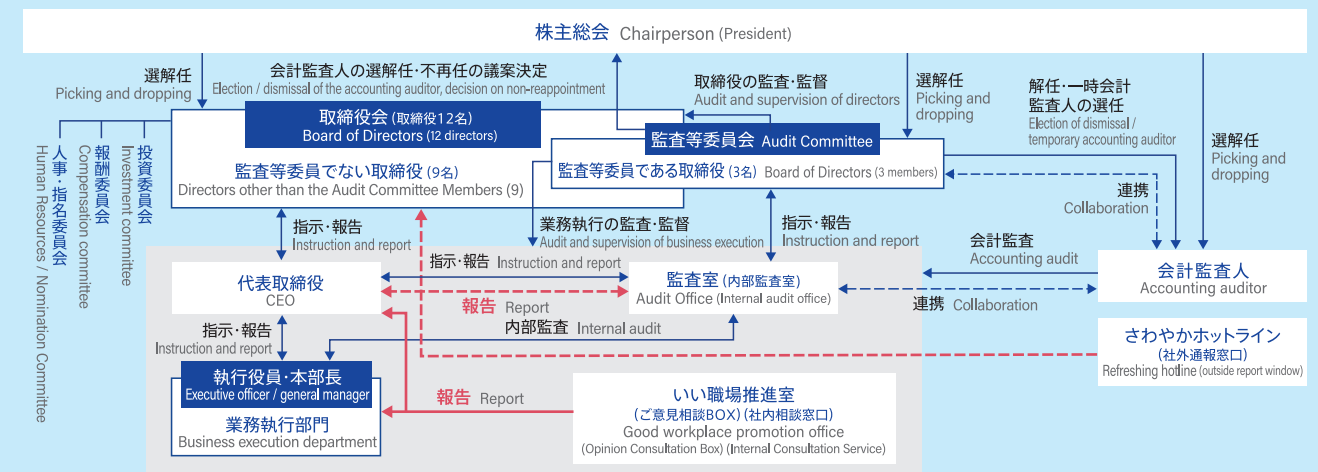 株主総会 Chairperson (President)
選解任
Picking and dropping
会計監査人の選解任・不再任の議案決定
Election / dismissal of the accounting auditor, decision on non-reappointment
取締役の監査・監督
Audit and supervision of directors
選解任
Picking and
dropping
解任・一時会計
監査人の選任
Election of dismissal /
temporary accounting auditor
選解任
Picking and
dropping
取締役会 (取締役12名)
Board of Directors (12 directors)
監査等委員会 Audit Committee
監査等委員でない取締役 (9名)
Directors other than the Audit Committee Members (9)
監査等委員である取締役 (3名) Board of Directors (3 members)
人事・指名委員会
Human Resources / Nomination Committee
報酬委員会
Compensation committee
投資委員会
Investment committee
連携
Collaboration
指示・報告
Instruction and report
業務執行の監査・監督
Audit and supervision of business execution
指示・報告
Instruction and report
会計監査
Accounting audit
代表取締役
CEO
指示・報告 Instruction and report
監査室 (内部監査室)
Audit Office (Internal audit office)
会計監査人
Accounting auditor
報告 Report
連携 Collaboration
指示・報告
Instruction and report
内部監査 Internal audit
さわやかホットライン
(社外通報窓口)
Refreshing hotline (outside report window)
執行役員・本部長
Executive officer / general manager
業務執行部門
Business execution department
報告 Report
いい職場推進室
(ご意見相談BOX) (社内相談窓口)
Good workplace promotion office
(Opinion Consultation Box) (Internal Consultation Service)